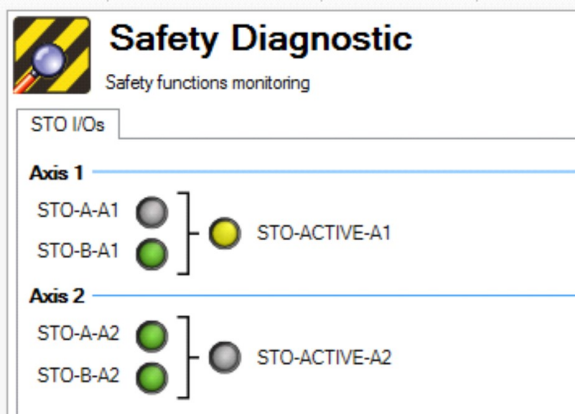 Safety Diagnostic
Safety functions monitoring
STO I/Os
Axis 1
STO-A-A1
STO-B-A1
STO-ACTIVE-A1
Axis 2
STO-A-A2
STO-B-A2
STO-ACTIVE-A2